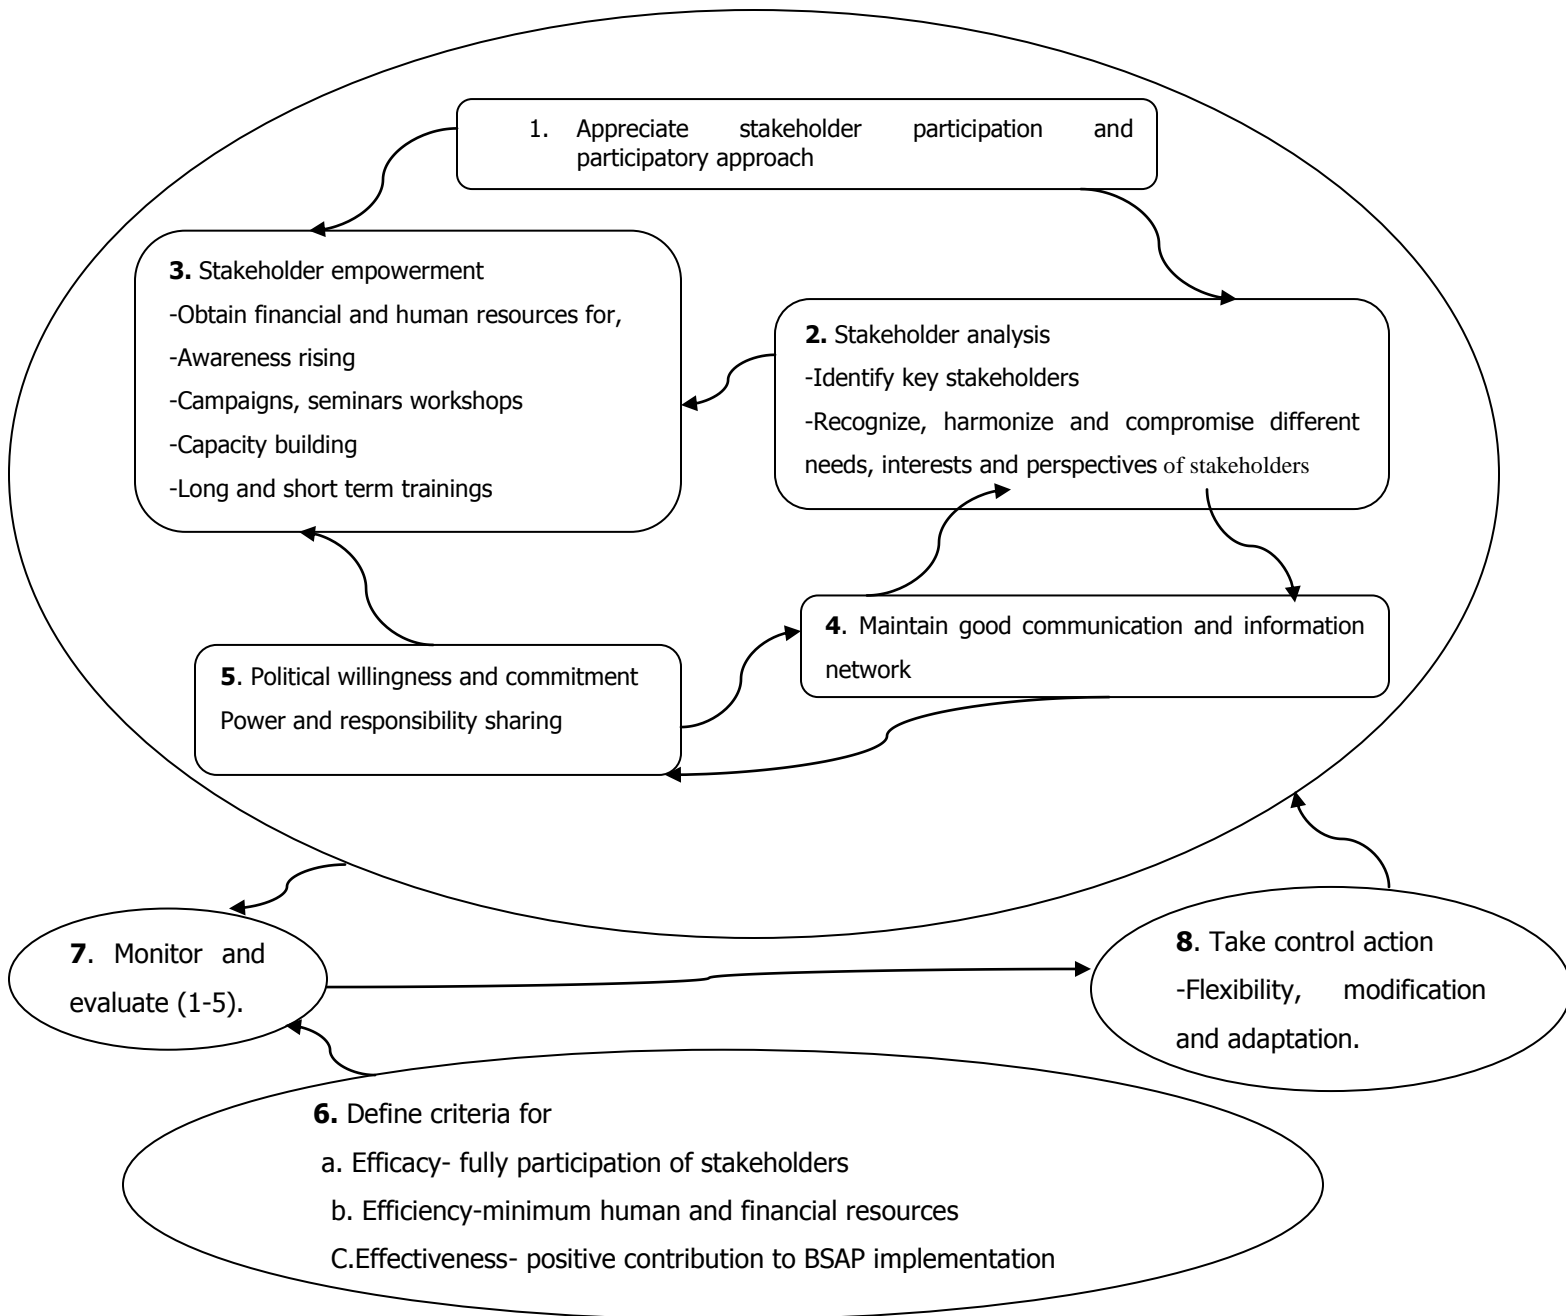 1. Appreciate stakeholder participation and
participatory approach
3. Stakeholder empowerment
-Obtain financial and human resources for,
-Awareness rising
-Campaigns, seminars workshops
-Capacity building
-Long and short term trainings
2. Stakeholder analysis
-Identify key stakeholders
-Recognize, harmonize and compromise different
needs, interests and perspectives of stakeholders
4. Maintain good communication and information
network
5. Political willingness and commitment
Power and responsibility sharing
7. Monitor and
evaluate (1-5).
8. Take control action
-Flexibility, modification
and adaptation.
6. Define criteria for
a. Efficacy- fully participation of stakeholders
b. Efficiency-minimum human and financial resources
C.Effectiveness- positive contribution to BSAP implementation